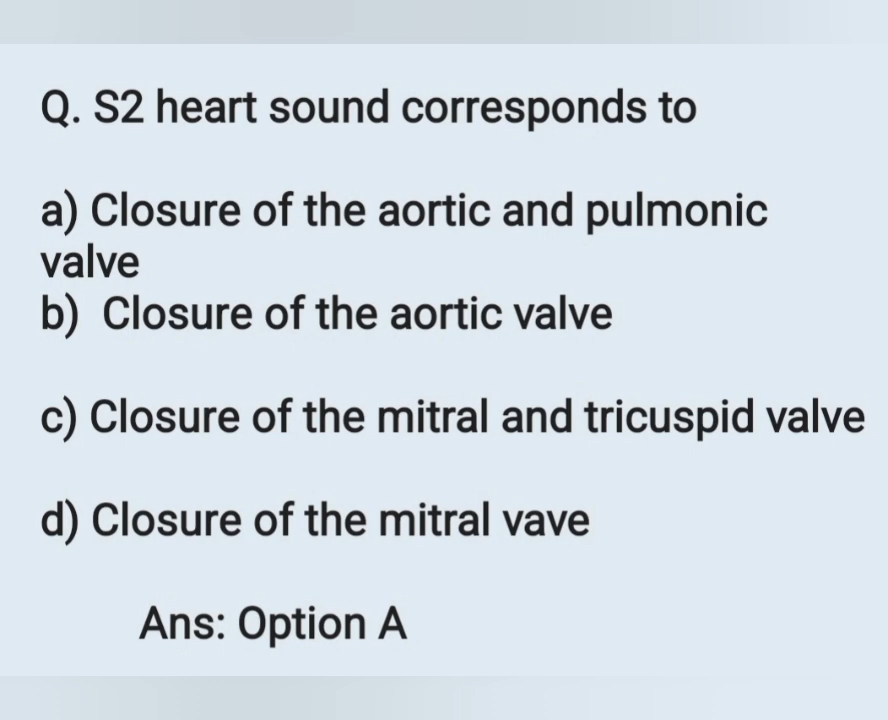 Q. S2 heart sound corresponds to
a) Closure of the aortic and pulmonic
valve
b) Closure of the aortic valve
c) Closure of the mitral and tricuspid valve
d) Closure of the mitral vave
Ans: Option A